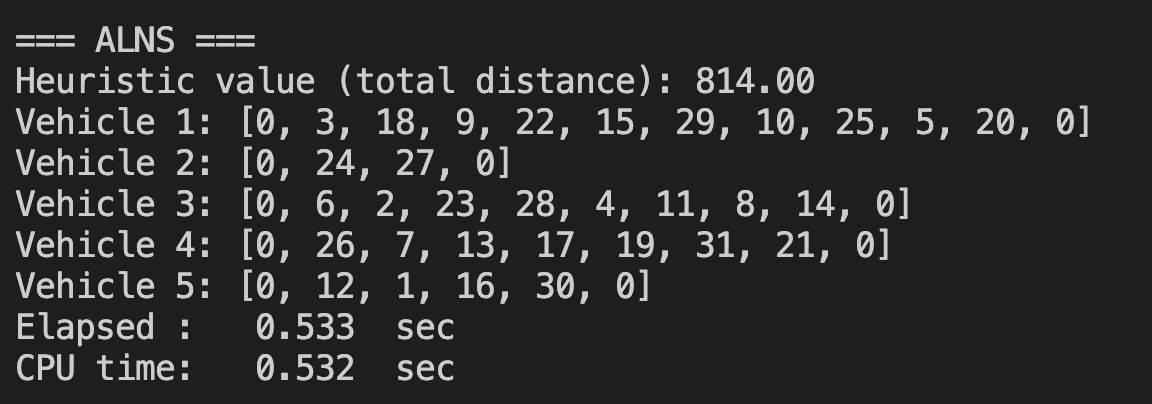 === ALNS ===
Heuristic value (total distance): 814.00
Vehicle 1: [0, 3, 18, 9, 22, 15, 29, 10, 25, 5, 20, 0]
Vehicle 2: [0, 24, 27, 0]
Vehicle 3: [0, 6, 2, 23, 28, 4, 11, 8, 14, 0]
Vehicle 4: [0, 26, 7, 13, 17, 19, 31, 21, 0]
Vehicle 5: [0, 12, 1, 16, 30, 0]
Elapsed :   0.533  sec
CPU time:   0.532  sec